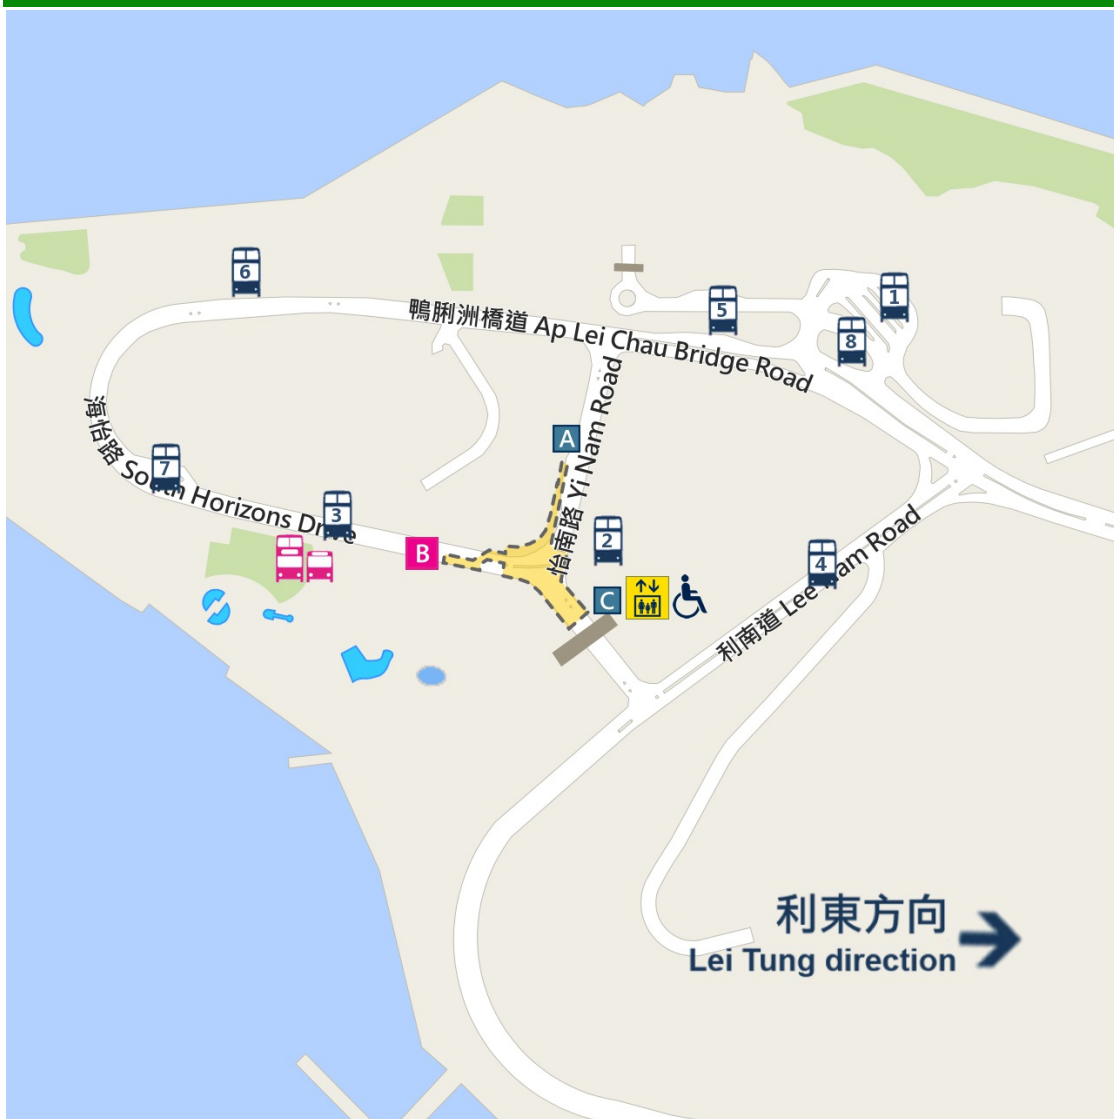 6
1
5
8
鴨脷洲橋道 Ap Lei Chau Bridge Road
海怡路 South Horizons Drive
怡南路 Yi Nam Road
A
7
3
B
2
4
C
利南道 Lee Nam Road
利東方向
Lei Tung direction